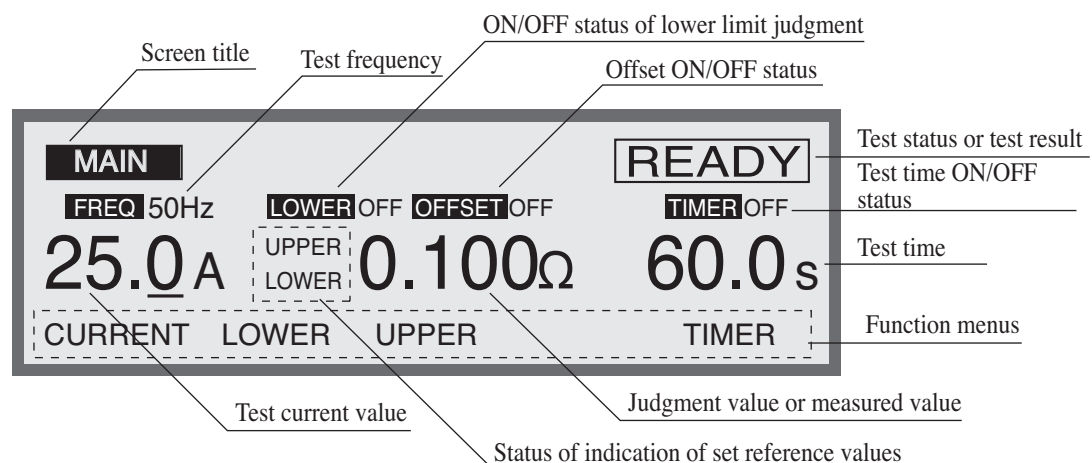 ON/OFF status of lower limit judgment
Screen title
Test frequency
Offset ON/OFF status
MAIN
READY
Test status or test result
Test time ON/OFF
status
FREQ 50Hz
LOWER OFF OFFSET OFF
TIMER OFF
25.0 A
UPPER
LOWER
0.100Ω
60.0 s
Test time
CURRENT LOWER UPPER TIMER
Function menus
Test current value
Judgment value or measured value
Status of indication of set reference values